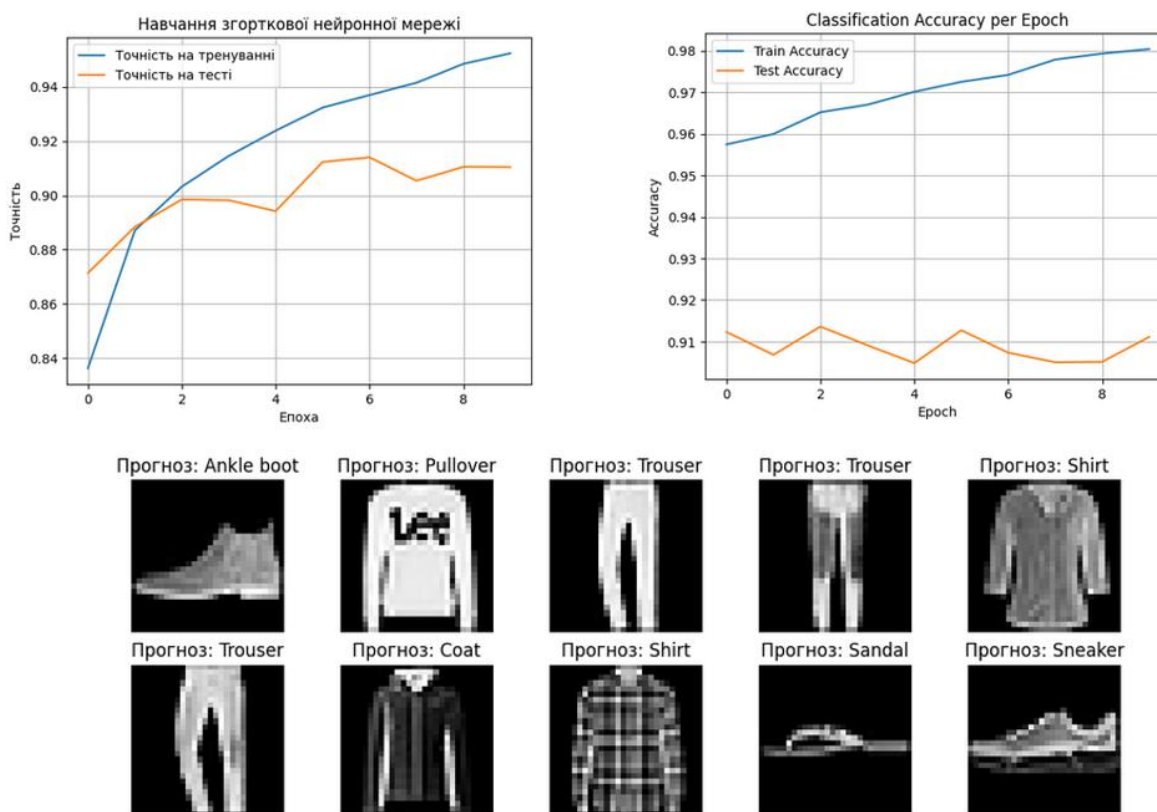 Навчання згорткової нейронної мережі
Точність на тренуванні
Точність на тесті
0.94
0.92
0.90
0.88
0.86
0.84
Точність
0
2
4
6
8
Епоха
Classification Accuracy per Epoch
Train Accuracy
Test Accuracy
0.98
0.97
0.96
0.95
0.94
0.93
0.92
0.91
Accuracy
0
2
4
6
8
Epoch
Прогноз: Ankle boot
Прогноз: Pullover
Прогноз: Trouser
Прогноз: Trouser
Прогноз: Shirt
Lee
Прогноз: Trouser
Прогноз: Coat
Прогноз: Shirt
Прогноз: Sandal
Прогноз: Sneaker